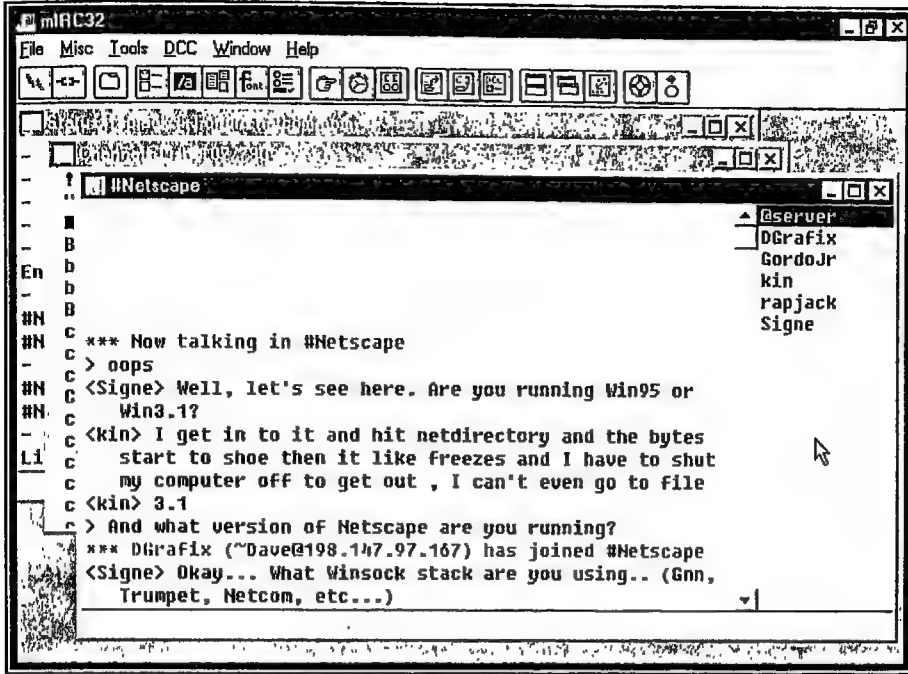 mIRC32
File Misc Tools DCC Window Help
#Netscape
@server
DGrafix
GordoJr
kin
rapjack
Signe
*** Now talking in #Netscape
> oops
<Signe> Well, let's see here. Are you running Win95 or
Win3.1?
<kin> I get in to it and hit netdirectory and the bytes
start to shoe then it like freezes and I have to shut
my computer off to get out , I can't even go to file
<kin> 3.1
> And what version of Netscape are you running?
*** DGrafix (~Dave@198.147.97.167) has joined #Netscape
<Signe> Okay... What Winsock stack are you using.. (Gnn,
Trumpet, Netcom, etc...)
En
#N
#N
#N
#N
Li